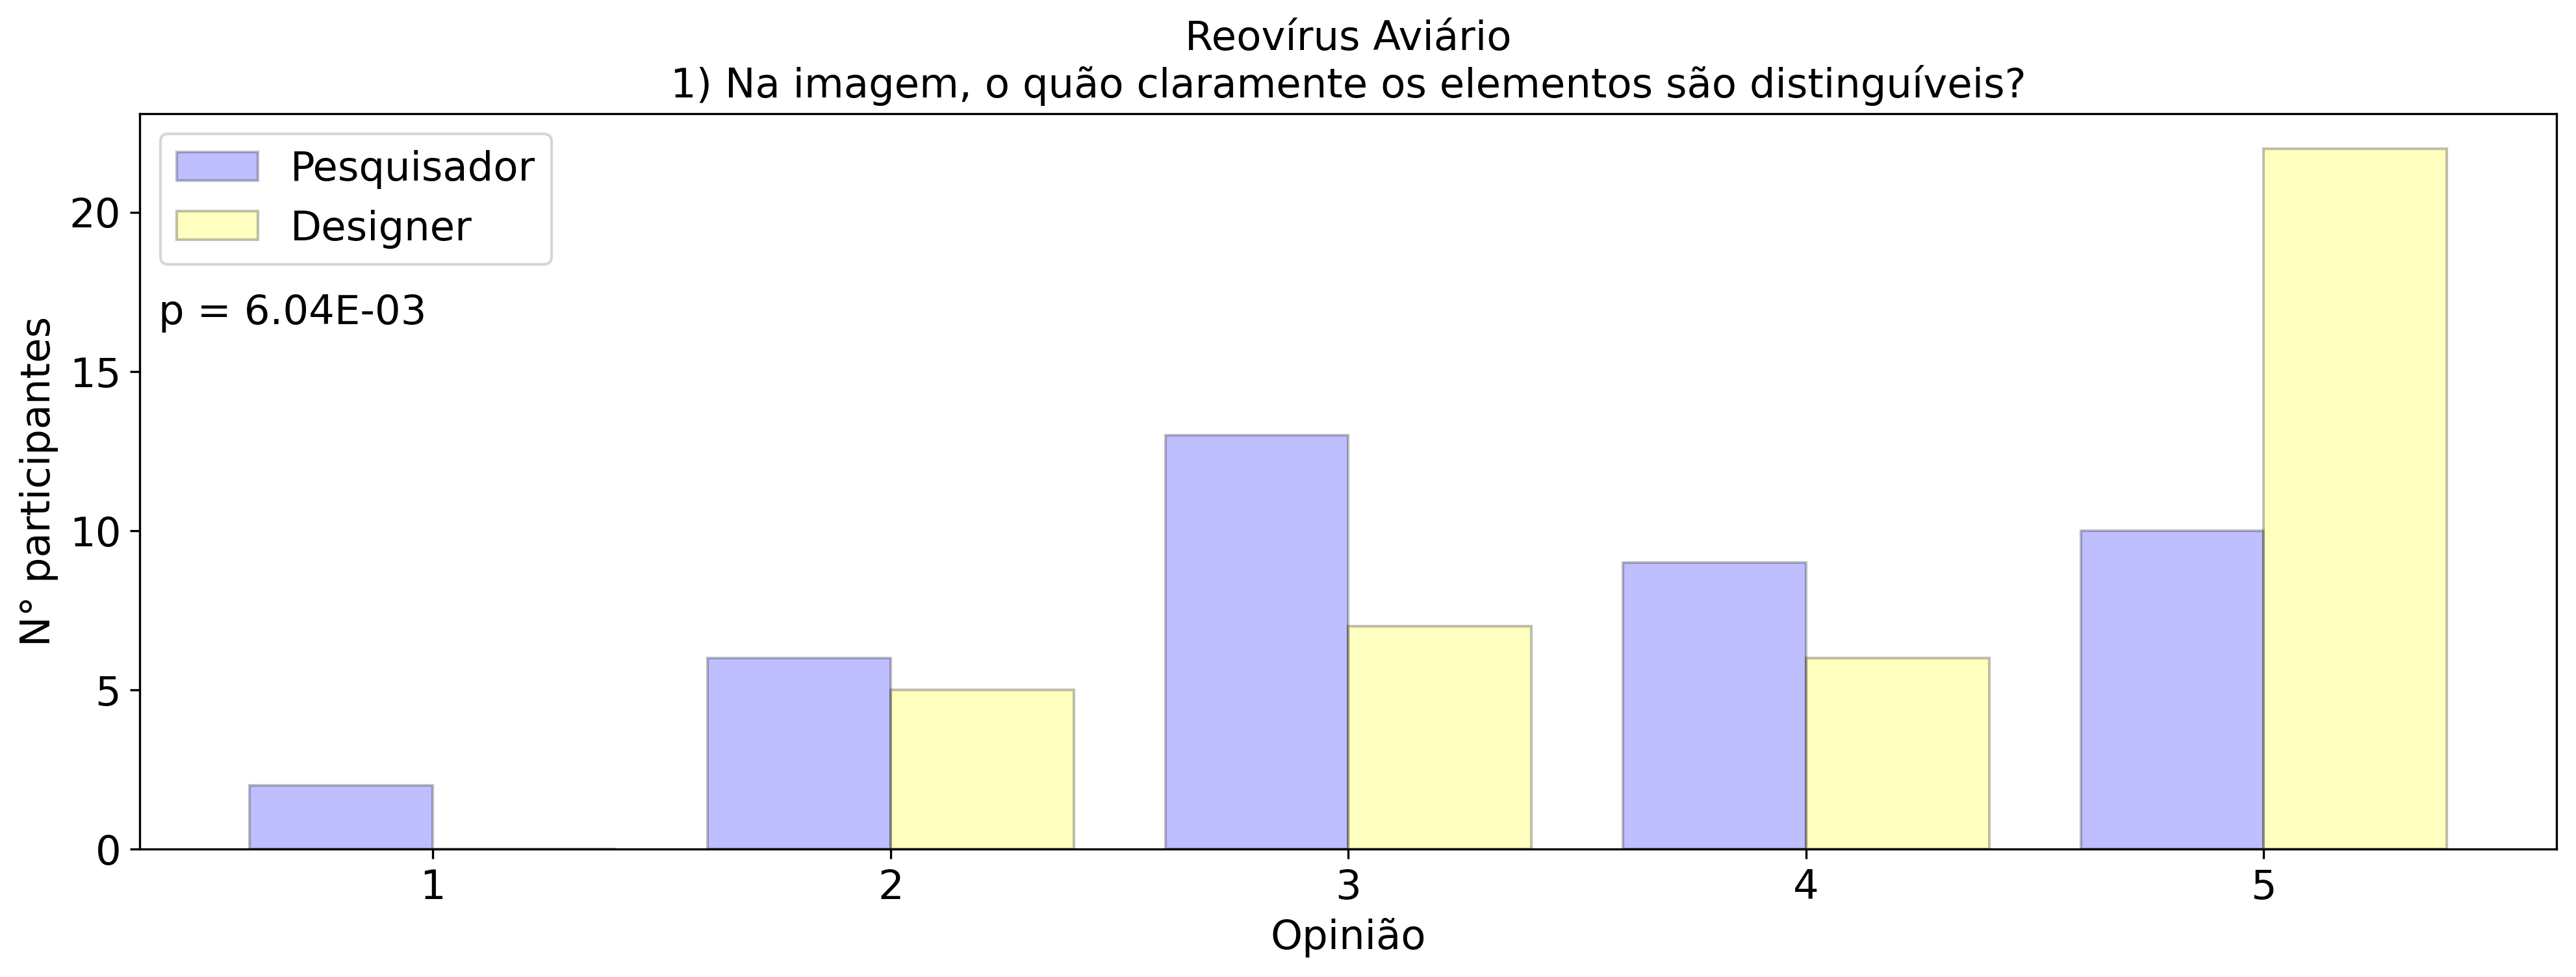 Reovírus Aviário
1) Na imagem, o quão claramente os elementos são distinguíveis?
Pesquisador
Designer
p = 6.04E-03
N° participantes
20
15
10
5
0
1 2 3 4 5
Opinião